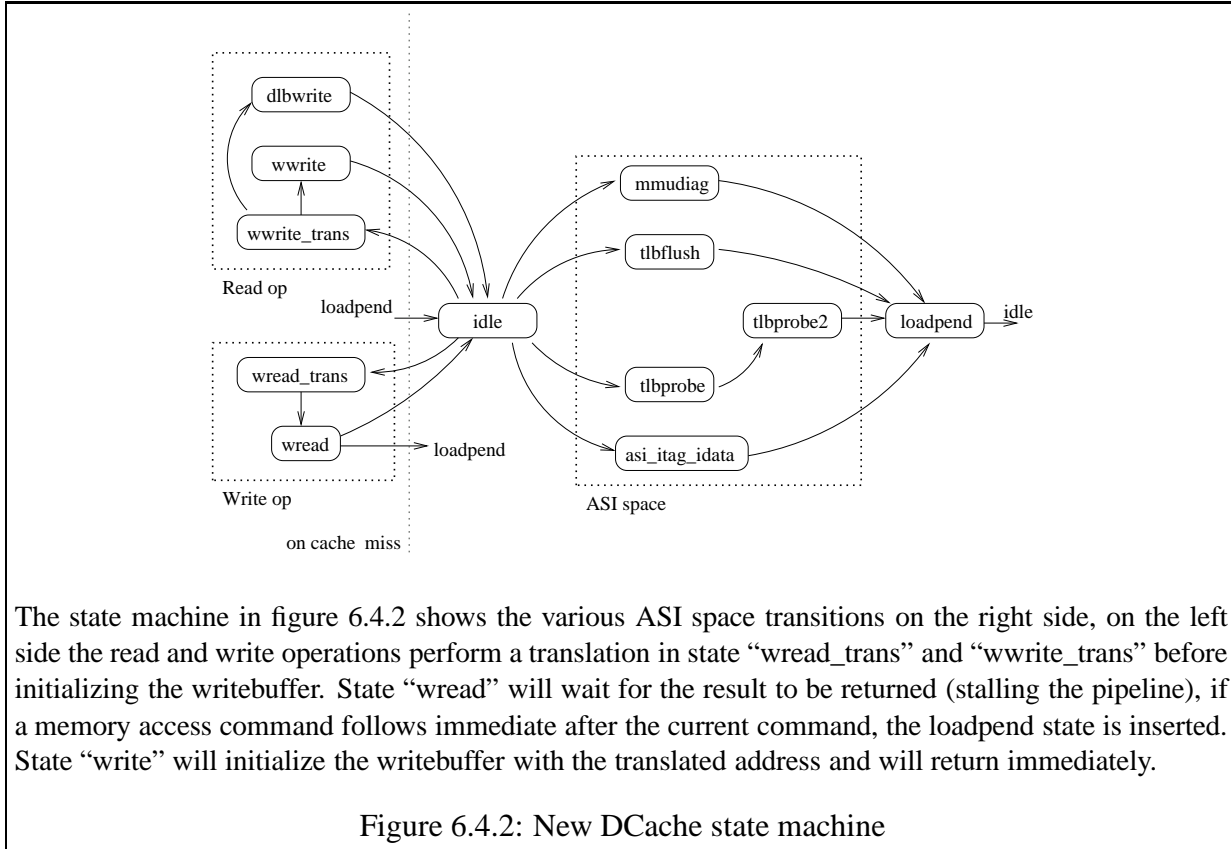 dlbwrite
wwrite
wwrite_trans
Read op
loadpend
idle
wread_trans
wread
loadpend
Write op
on cache miss
mmudiag
tlbflush
tlbprobe2
tlbprobe
asi_itag_idata
ASI space
loadpend
idle
The state machine in figure 6.4.2 shows the various ASI space transitions on the right side, on the left
side the read and write operations perform a translation in state “wread_trans” and “wwrite_trans” before
initializing the writebuffer. State “wread” will wait for the result to be returned (stalling the pipeline), if
a memory access command follows immediate after the current command, the loadpend state is inserted.
State “write” will initialize the writebuffer with the translated address and will return immediately.
Figure 6.4.2: New DCache state machine